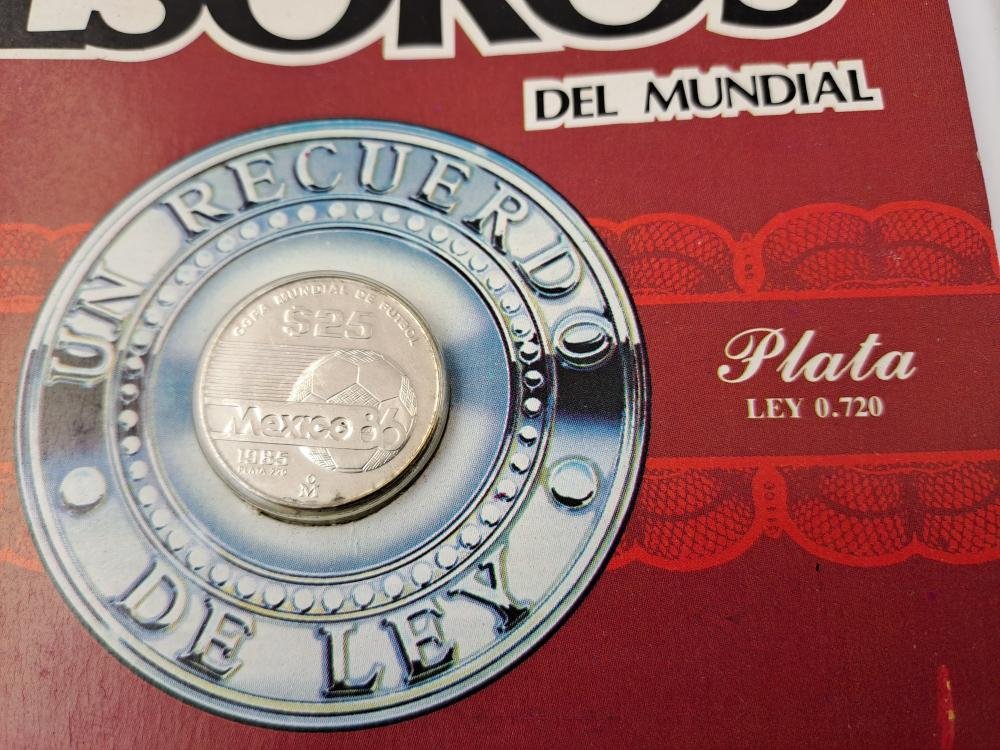 DEL MUNDIAL
UN RECUERDO
COPA MUNDIAL DE FUTBOL
$25
Mexico 86
1985
o
M
DE LEY
Plata
LEY 0.720